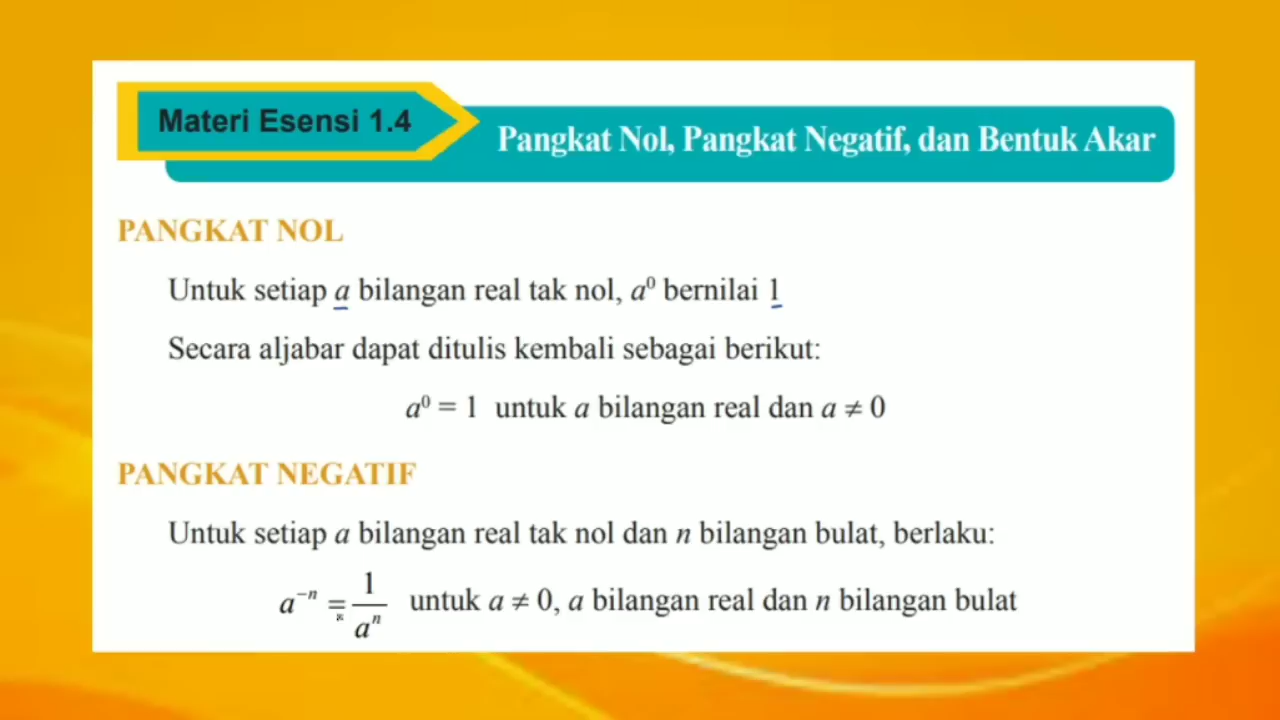 Materi Esensi 1.4
Pangkat Nol, Pangkat Negatif, dan Bentuk Akar
PANGKAT NOL
Untuk setiap a bilangan real tak nol, a⁰ bernilai 1
Secara aljabar dapat ditulis kembali sebagai berikut:
a⁰ = 1 untuk a bilangan real dan a ≠ 0
PANGKAT NEGATIF
Untuk setiap a bilangan real tak nol dan n bilangan bulat, berlaku:
a⁻ⁿ = 1/aⁿ untuk a ≠ 0, a bilangan real dan n bilangan bulat